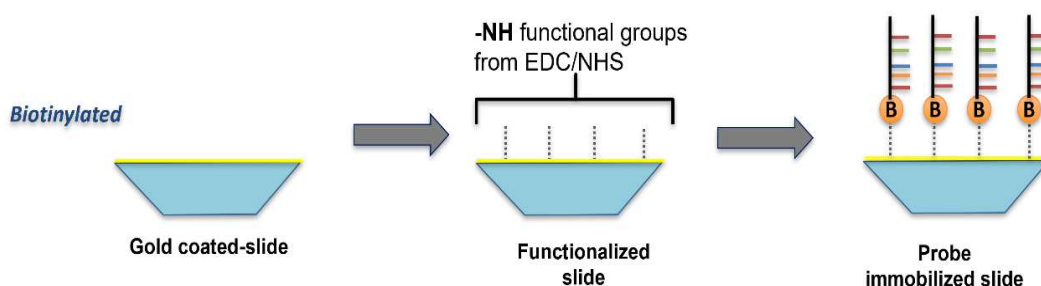 -NH functional groups
from EDC/NHS
Biotinylated
B B B B
Gold coated-slide
Functionalized
slide
Probe
immobilized slide